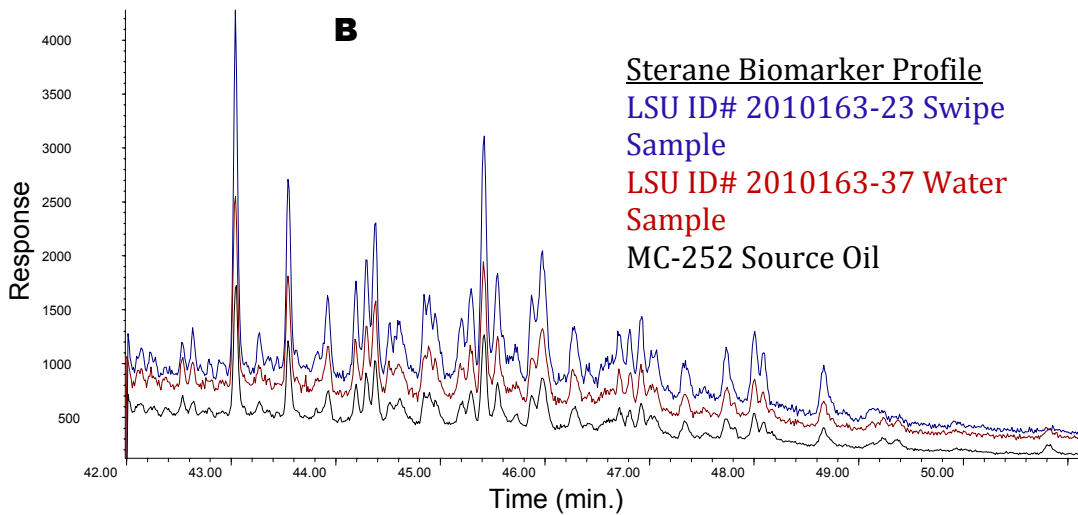 B
Sterane Biomarker Profile
LSU ID# 2010163-23 Swipe
Sample
LSU ID# 2010163-37 Water
Sample
MC-252 Source Oil
Response
4000
3500
3000
2500
2000
1500
1000
500
42.00 43.00 44.00 45.00 46.00 47.00 48.00 49.00 50.00
Time (min.)